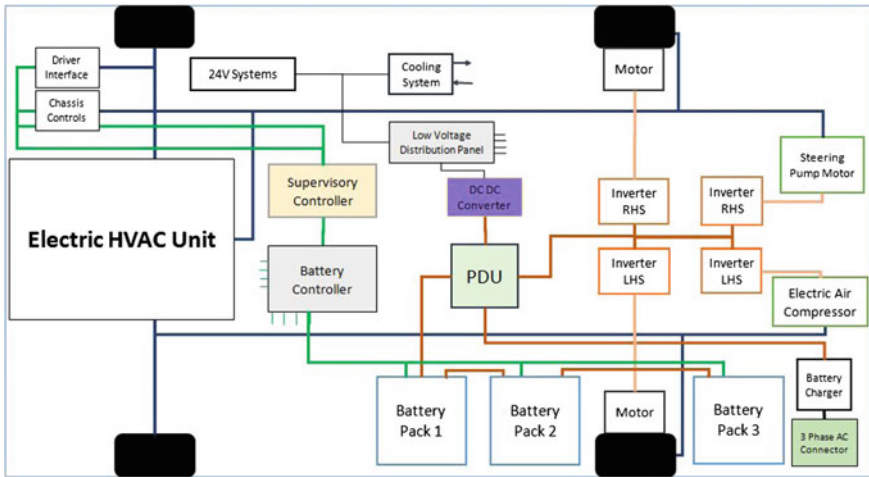 Driver
Interface
24V Systems
Cooling
System
Motor
Chassis
Controls
Low Voltage
Distribution Panel
Steering
Pump Motor
Supervisory
Controller
DC DC
Converter
Inverter
RHS
Inverter
RHS
Electric HVAC Unit
Battery
Controller
PDU
Inverter
LHS
Inverter
LHS
Electric Air
Compressor
Battery
Charger
Battery
Pack 1
Battery
Pack 2
Motor
Battery
Pack 3
3 Phase AC
Connector